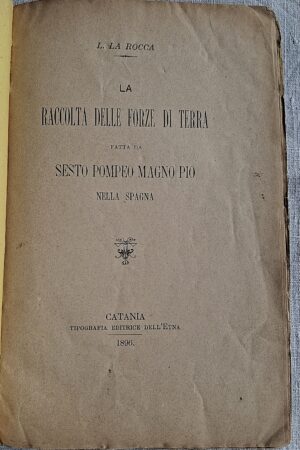 L. LA ROCCA
LA
RACCOLTA DELLE FORZE DI TERRA
FATTA DA
SESTO POMPEO MAGNO PIO
NELLA SPAGNA
CATANIA
TIPOGRAFIA EDITRICE DELL'ETNA
1896.